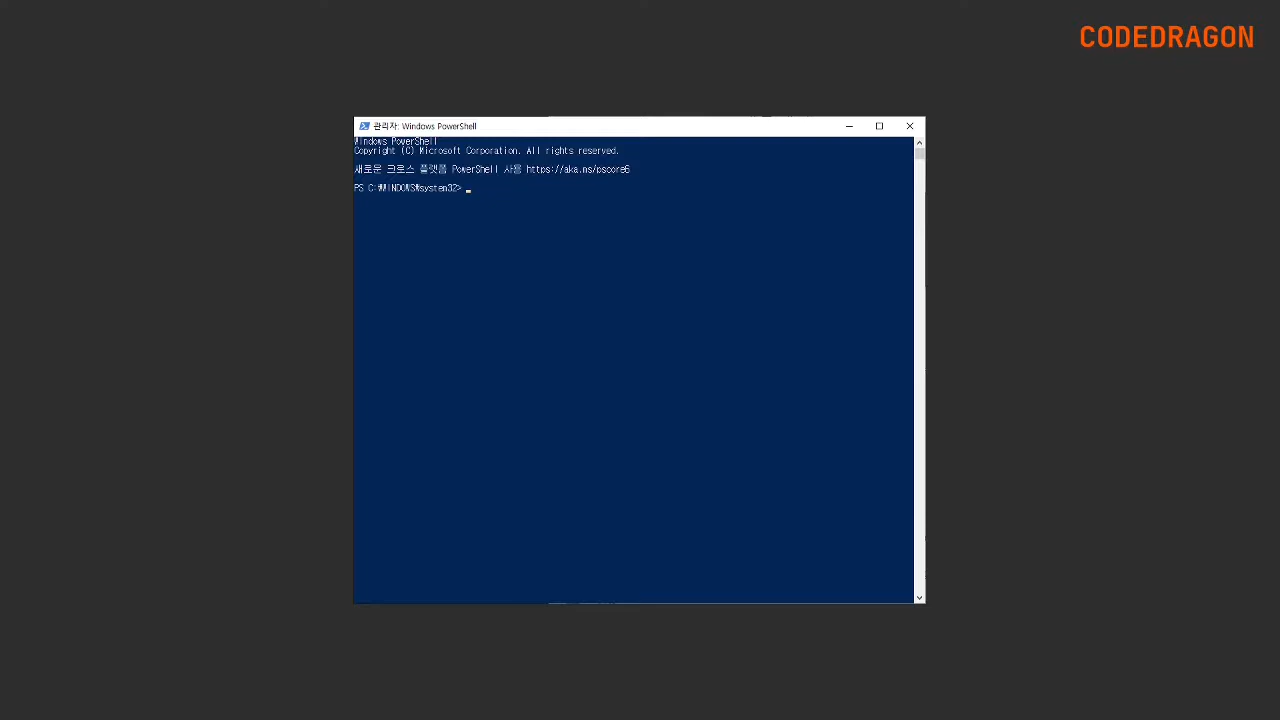 CODEDRAGON
관리자: Windows PowerShell
Windows PowerShell
Copyright (C) Microsoft Corporation. All rights reserved.
새로운 크로스 플랫폼 PowerShell 사용 https://aka.ms/pscore6
PS C:₩WINDOWS₩system32> _